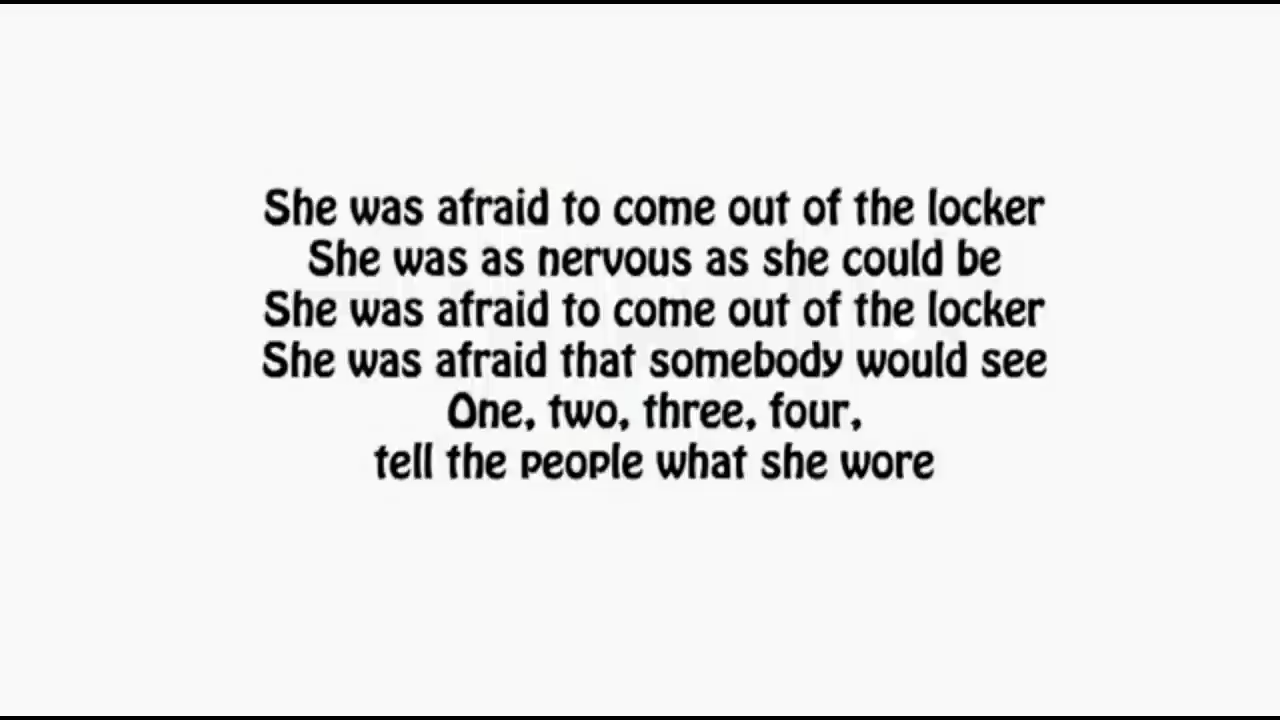 She was afraid to come out of the locker
She was as nervous as she could be
She was afraid to come out of the locker
She was afraid that somebody would see
One, two, three, four,
tell the people what she wore